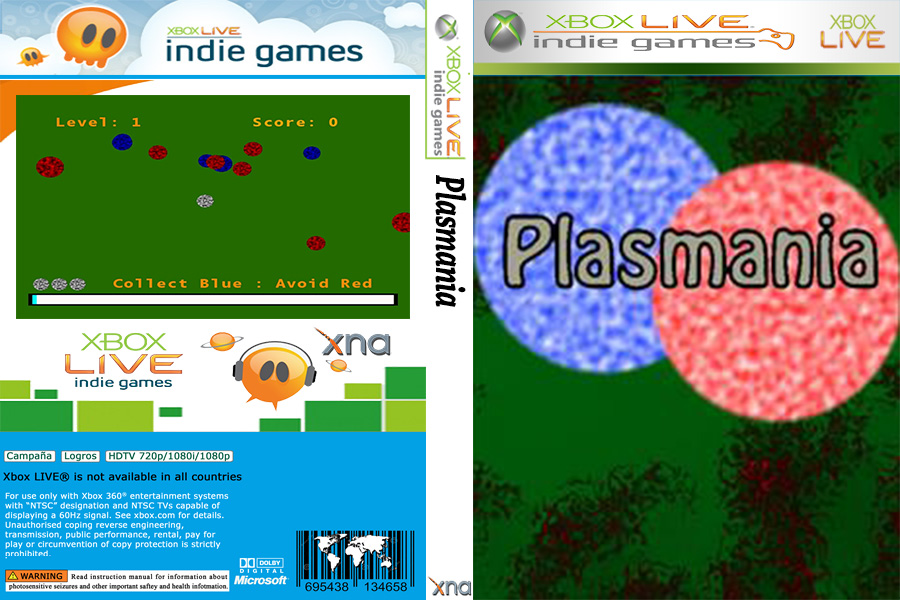 XBOX LIVE
indie games
Level: 1
Score: 0
Collect Blue : Avoid Red
XBOX
LIVE
indie games
xna
Campaña
Logros
HDTV 720p/1080i/1080p
Xbox LIVE® is not available in all countries
For use only with Xbox 360® entertainment systems
with “NTSC” designation and NTSC TVs capable of
displaying a 60Hz signal. See xbox.com for details.
Unauthorised coping reverse engineering,
transmission, public performance, rental, pay for
play or circumvention of copy protection is strictly
prohibited.
WARNING Read instruction manual for information about
photosensitive seizures and other important saftey and health infotmation.
DOLBY
DIGITAL
Microsoft®
695438 134658
XBOX LIVE
indie games
Plasmania
xna
XBOX LIVE
indie games
XBOX
LIVE
Plasmania